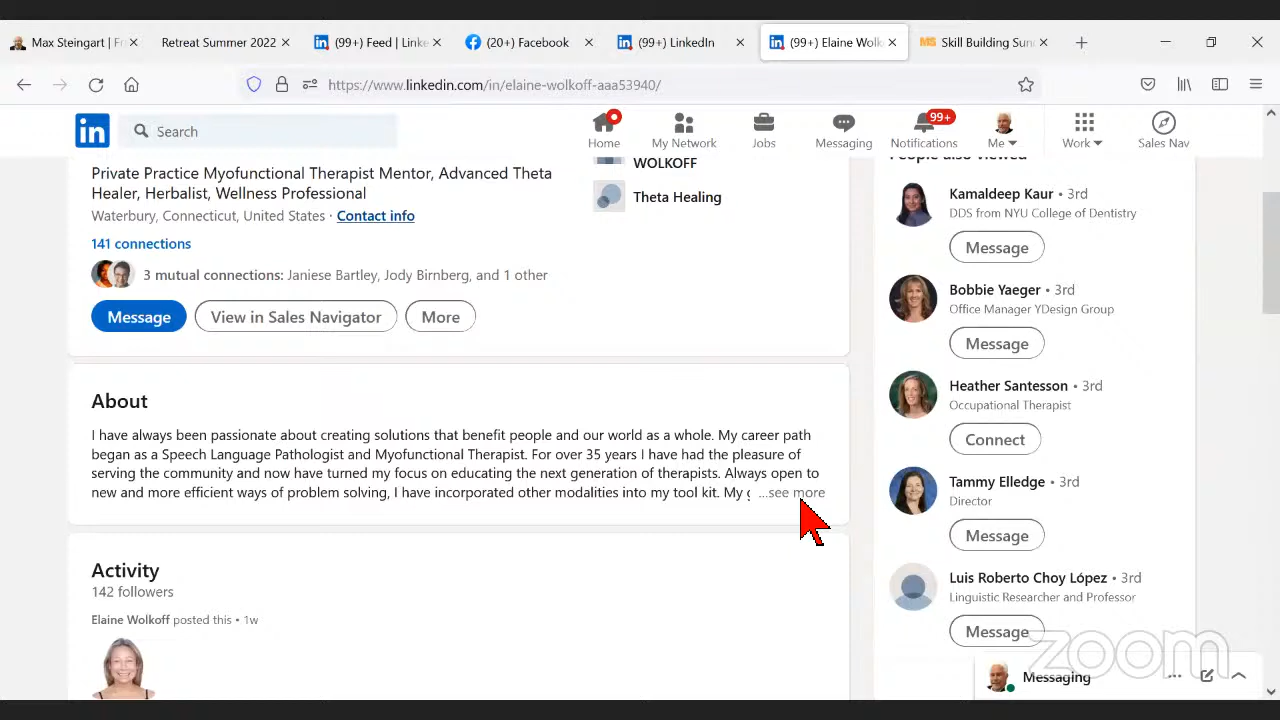 Max Steingart | Fr
Retreat Summer 2022
(99+) Feed | Linke
(20+) Facebook
(99+) LinkedIn
(99+) Elaine Wolk
MS Skill Building Sun
https://www.linkedin.com/in/elaine-wolkoff-aaa53940/
in
Search
Home
My Network
Jobs
Messaging
99+
Notifications
Me
Work
Sales Nav
Private Practice Myofunctional Therapist Mentor, Advanced Theta
Healer, Herbalist, Wellness Professional
Waterbury, Connecticut, United States · Contact info
141 connections
3 mutual connections: Janiese Bartley, Jody Birnberg, and 1 other
Message
View in Sales Navigator
More
WOLKOFF
Theta Healing
About
I have always been passionate about creating solutions that benefit people and our world as a whole. My career path
began as a Speech Language Pathologist and Myofunctional Therapist. For over 35 years I have had the pleasure of
serving the community and now have turned my focus on educating the next generation of therapists. Always open to
new and more efficient ways of problem solving, I have incorporated other modalities into my tool kit. My g ...see more
Activity
142 followers
Elaine Wolkoff posted this • 1w
People also viewed
Kamaldeep Kaur • 3rd
DDS from NYU College of Dentistry
Message
Bobbie Yaeger • 3rd
Office Manager YDesign Group
Message
Heather Santesson • 3rd
Occupational Therapist
Connect
Tammy Elledge • 3rd
Director
Message
Luis Roberto Choy López • 3rd
Linguistic Researcher and Professor
Message
zoom
Messaging